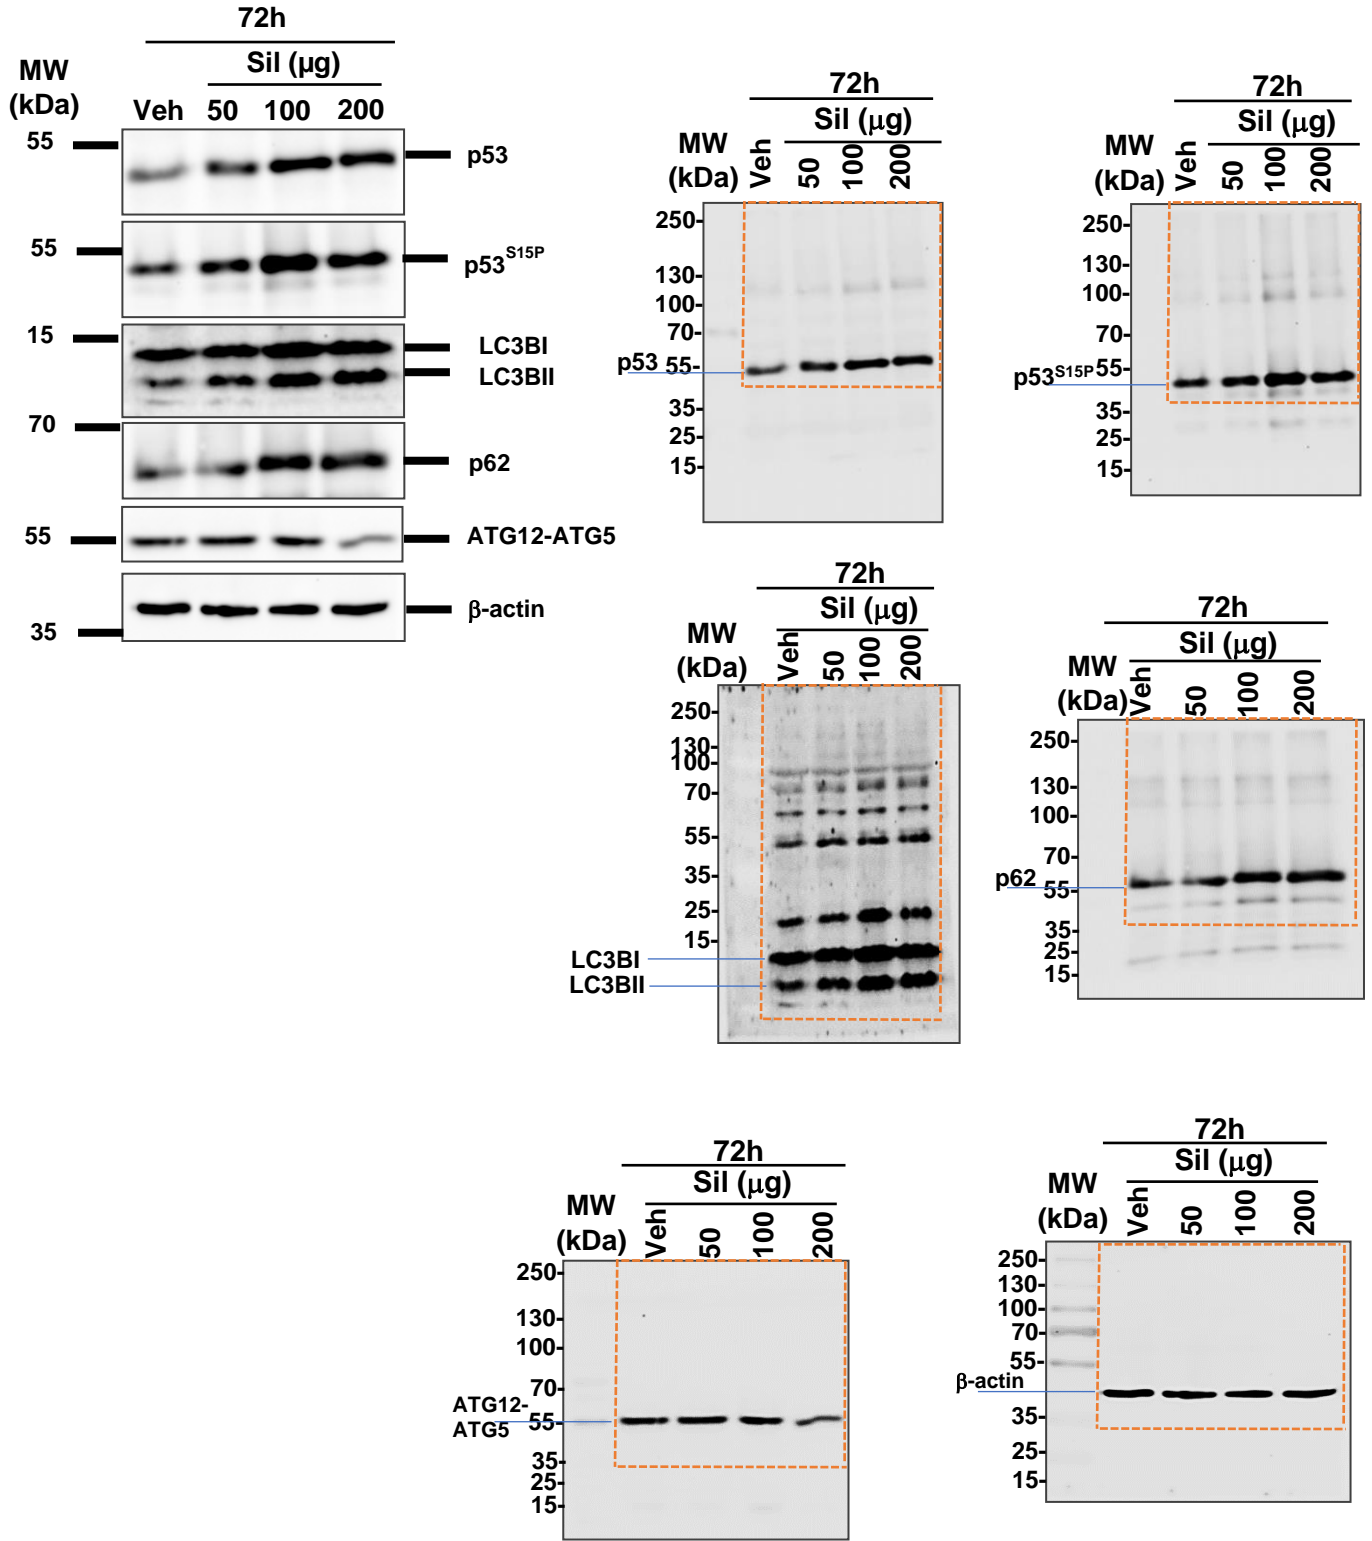 72h
Sil (µg)
MW
(kDa)
Veh 50 100 200
55
p53
55
p53S15P
15
LC3BI
LC3BII
70
p62
55
ATG12-ATG5
β-actin
35
72h
Sil (µg)
MW
(kDa)
Veh 50 100 200
250-
130-
100-
70-
p53 55-
35-
25-
15-
72h
Sil (µg)
MW
(kDa)
Veh 50 100 200
250-
130-
100-
70-
p53S15P 55-
35-
25-
15-
72h
Sil (µg)
MW
(kDa)
Veh 50 100 200
250-
130-
100-
70-
55-
35-
25-
15-
LC3BI
LC3BII
72h
Sil (µg)
MW
(kDa)
Veh 50 100 200
250-
130-
100-
70-
p62 55-
35-
25-
15-
72h
Sil (µg)
MW
(kDa)
Veh 50 100 200
250-
130-
100-
70-
ATG12-
ATG5 55-
35-
25-
15-
72h
Sil (µg)
MW
(kDa)
Veh 50 100 200
250-
130-
100-
70-
55-
β-actin
35-
25-
15-